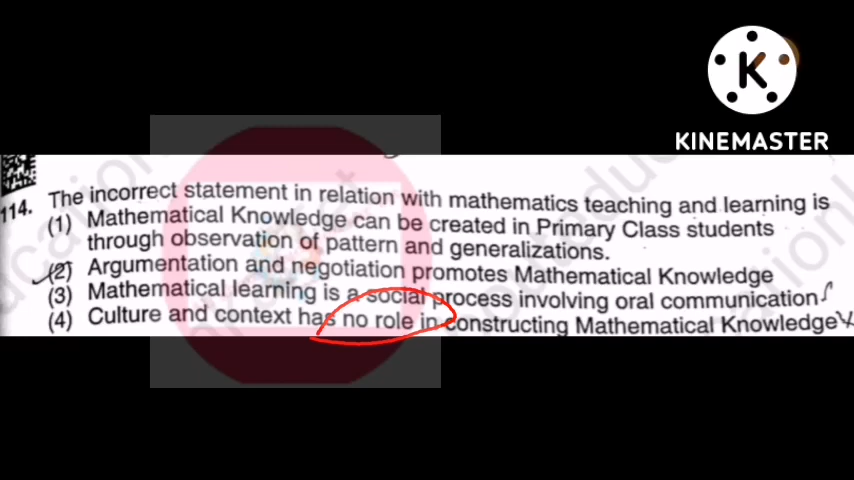 KINEMASTER
114. The incorrect statement in relation with mathematics teaching and learning is
(1) Mathematical Knowledge can be created in Primary Class students
through observation of pattern and generalizations.
(2) Argumentation and negotiation promotes Mathematical Knowledge
(3) Mathematical learning is a social process involving oral communication
(4) Culture and context has no role in constructing Mathematical Knowledge